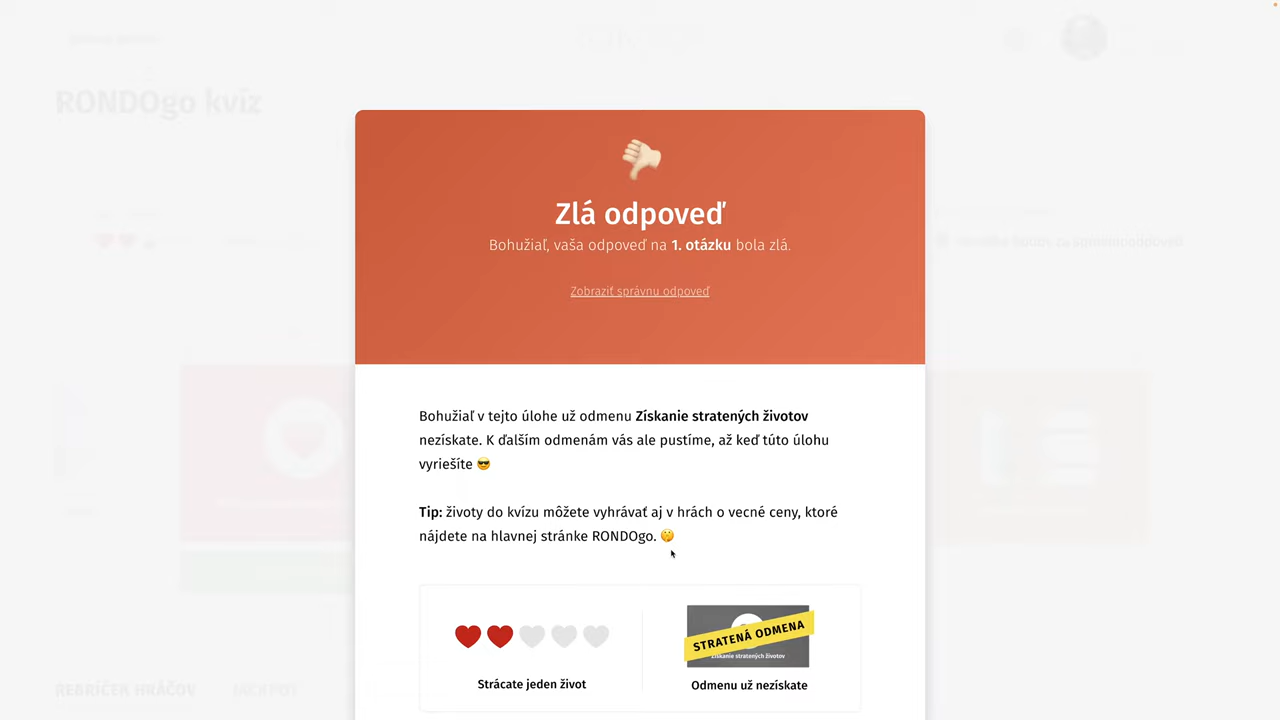 RONDOgo kvíz
Zlá odpoveď
Bohužiaľ, vaša odpoveď na 1. otázku bola zlá.
Zobraziť správnu odpoveď
Bohužiaľ v tejto úlohe už odmenu Získanie stratených životov
nezískate. K ďalším odmenám vás ale pustíme, až keď túto úlohu
vyriešite 😎
Tip: životy do kvízu môžete vyhrávať aj v hrách o vecné ceny, ktoré
nájdete na hlavnej stránke RONDOgo. 🤫
STRATENÁ ODMENA
Získanie stratených životov
Strácate jeden život
Odmenu už nezískate
REBRÍČEK HRÁČOV
JACKPOT